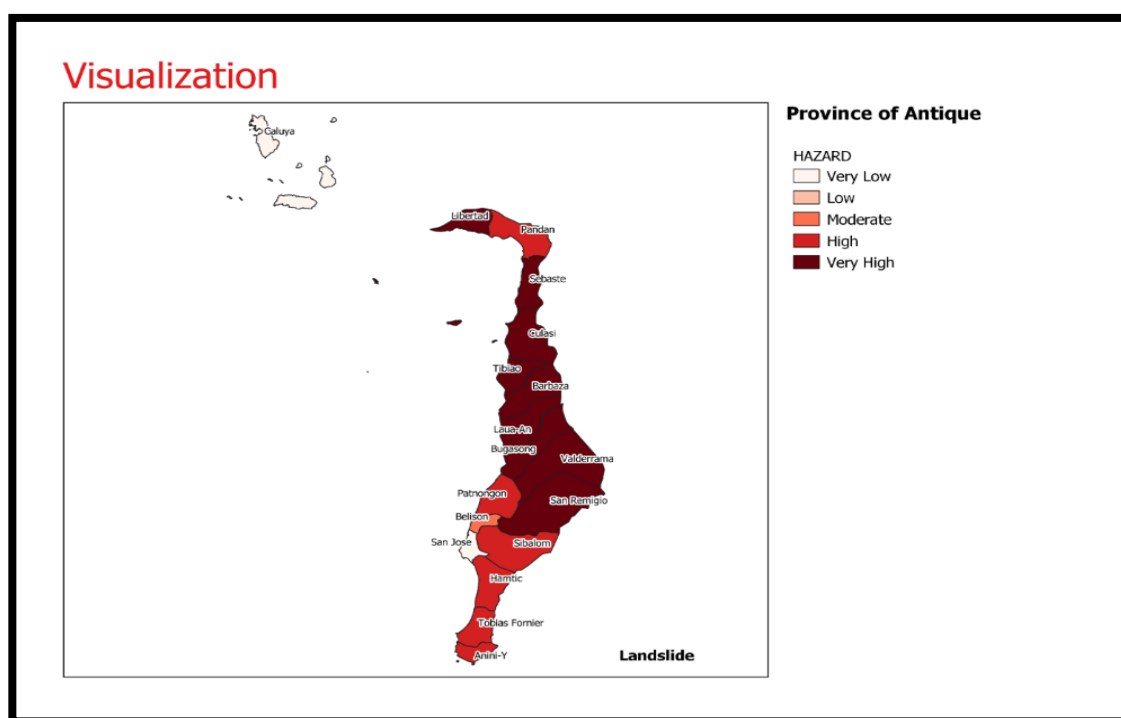 Visualization
Province of Antique
HAZARD
Very Low
Low
Moderate
High
Very High
Caluya
Libertad
Pandan
Sebaste
Culasi
Tibiao
Barbaza
Laua-An
Bugasong
Valderrama
Patnongon
San Remigio
Belison
San Jose
Sibalom
Hamtic
Tobias Fornier
Anini-Y
Landslide